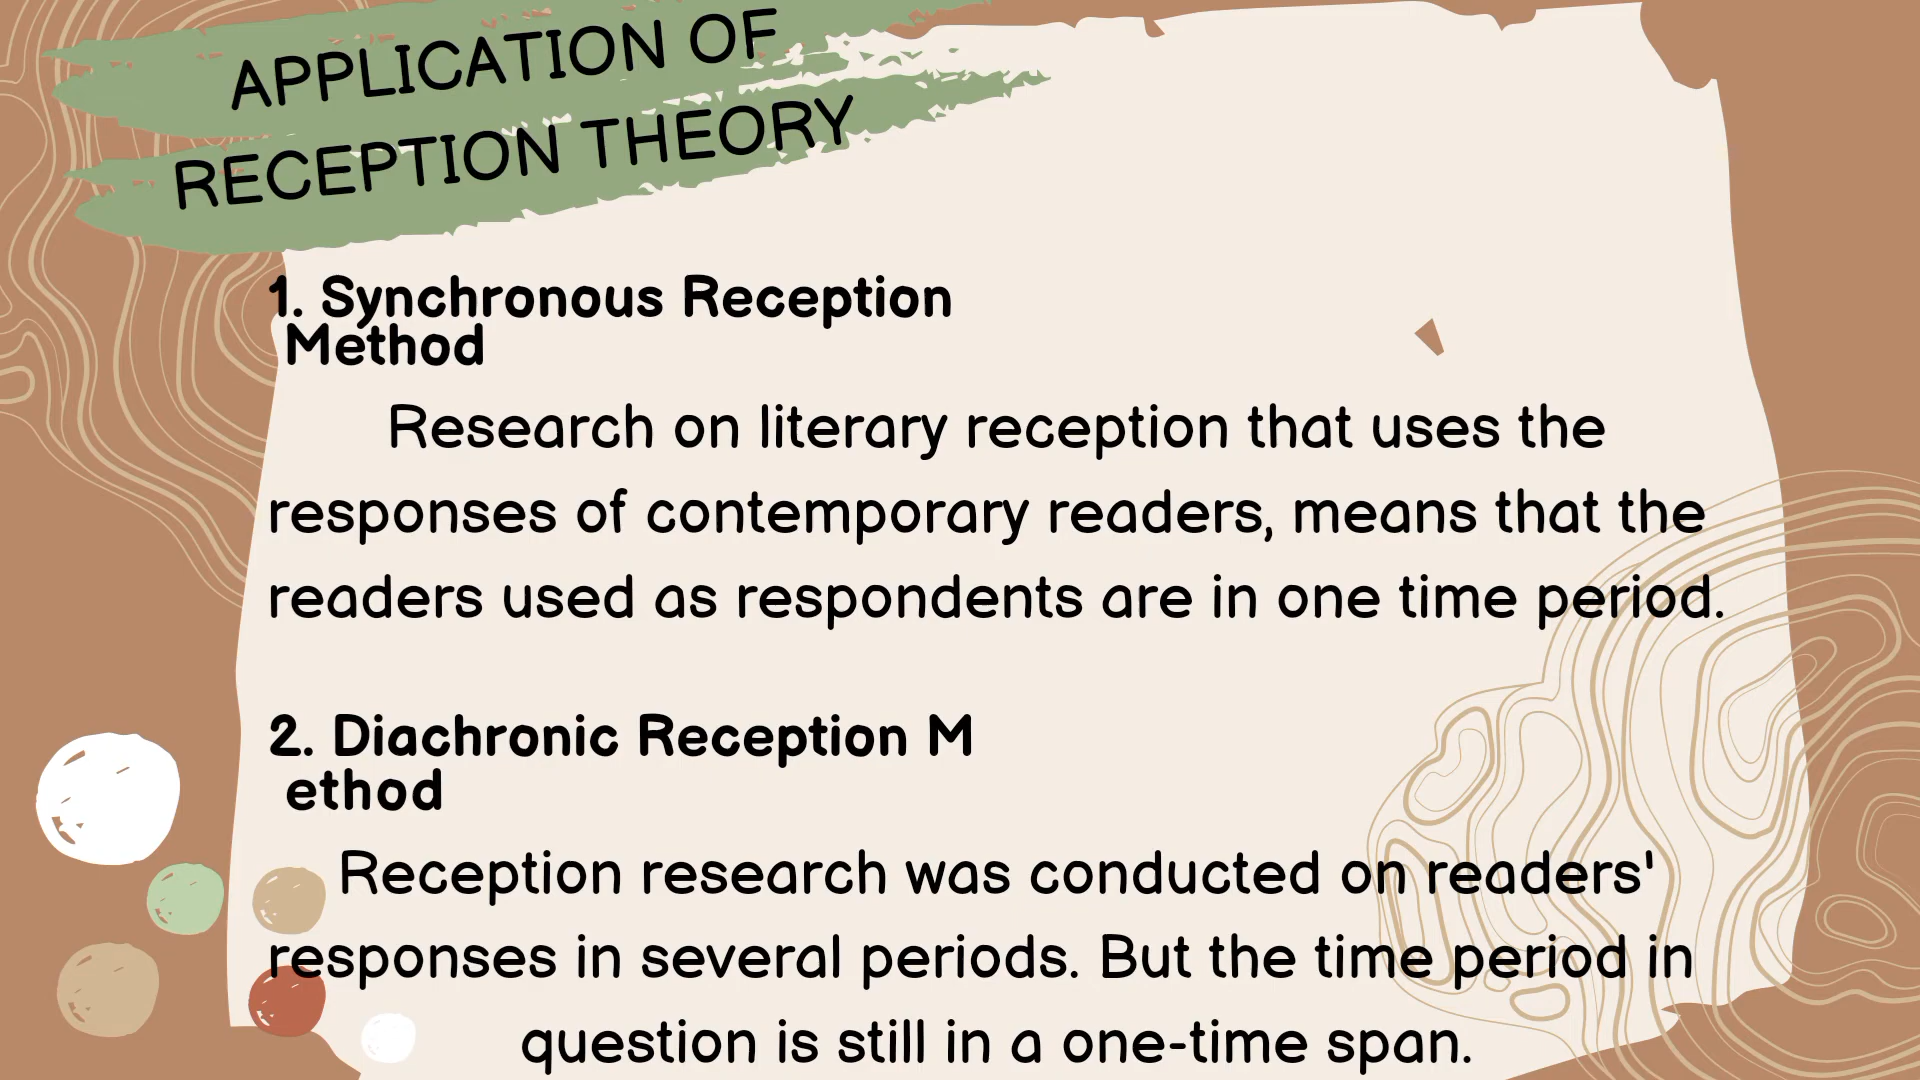 APPLICATION OF
RECEPTION THEORY
1. Synchronous Reception
Method
Research on literary reception that uses the
responses of contemporary readers, means that the
readers used as respondents are in one time period.
2. Diachronic Reception M
ethod
Reception research was conducted on readers'
responses in several periods. But the time period in
question is still in a one-time span.